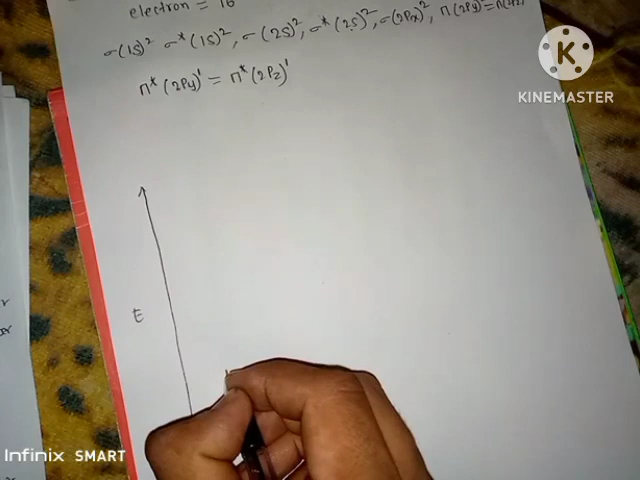 electron = 16
σ(1S)² σ*(1S)², σ(2S)², σ*(2S)², σ(2Px)², π(2Py)²=π(2Pz)
π*(2Py)¹ = π*(2Pz)¹
E
KINEMASTER
Infinix SMART